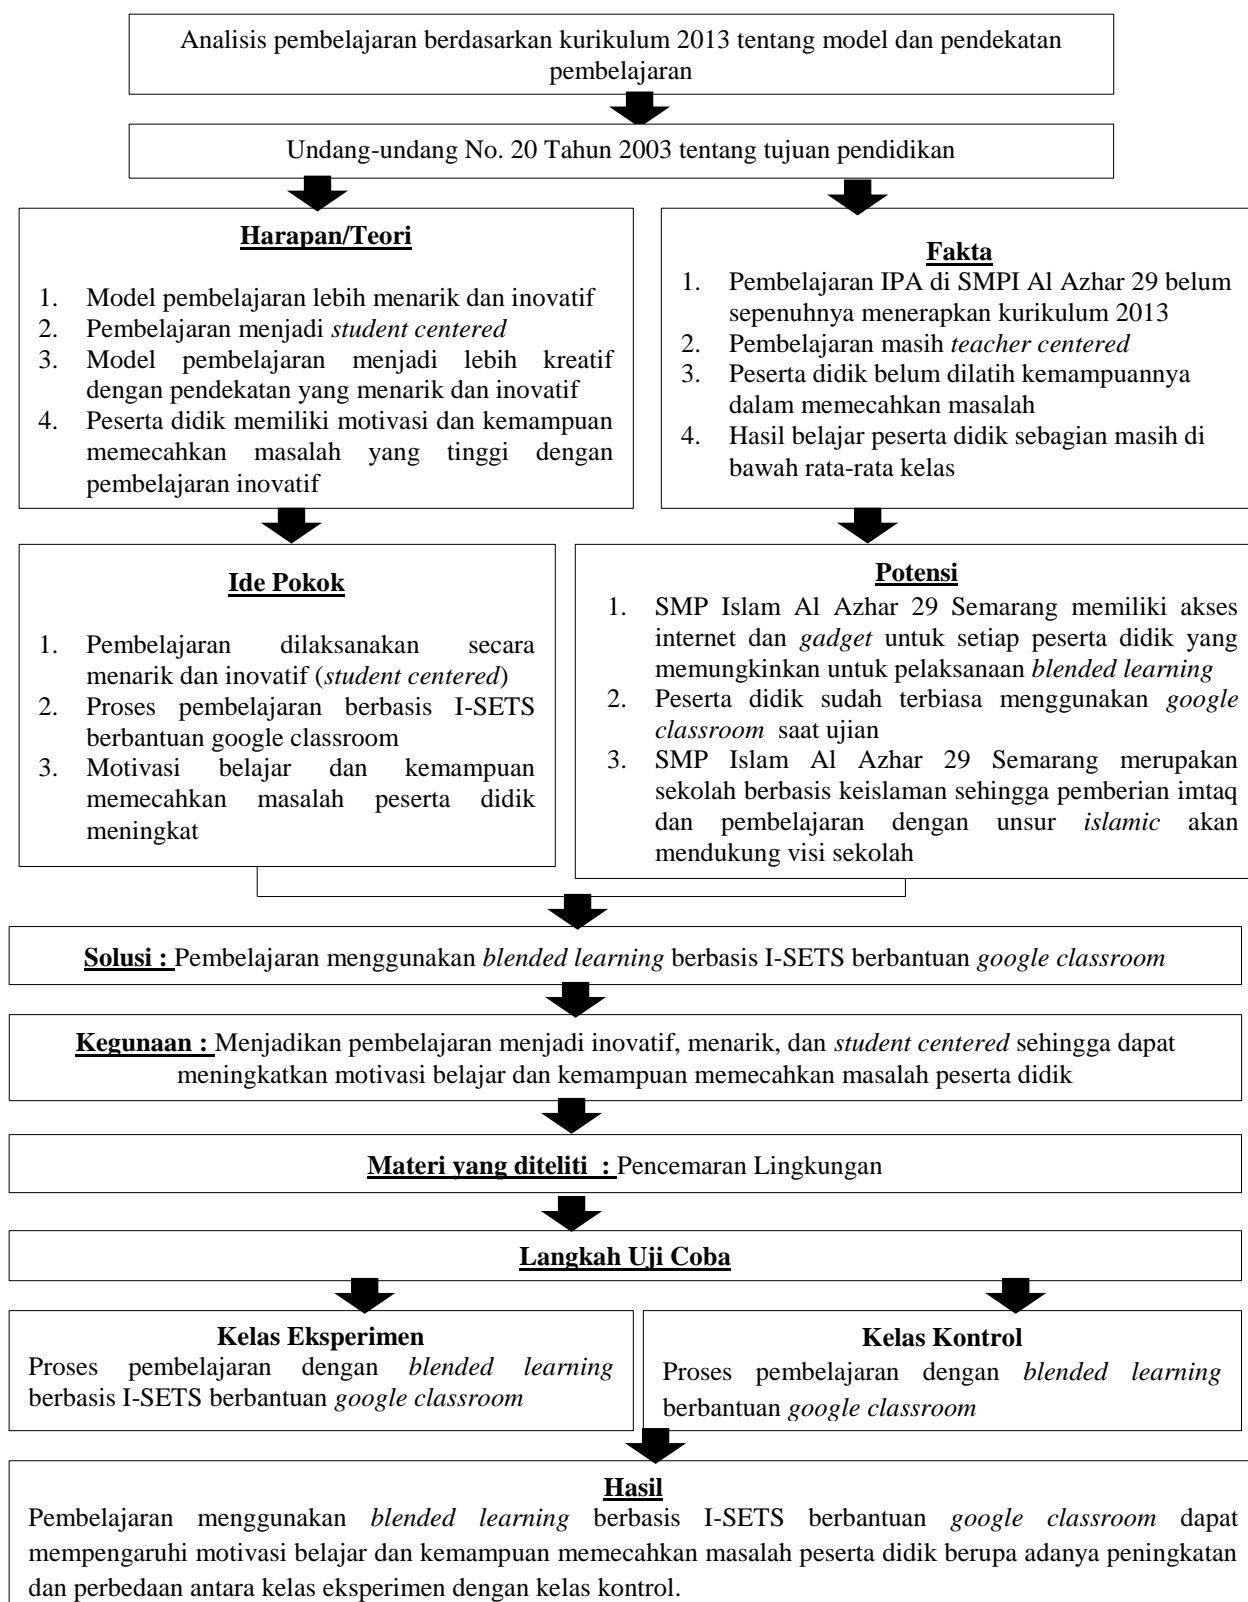 Analisis pembelajaran berdasarkan kurikulum 2013 tentang model dan pendekatan
pembelajaran
Undang-undang No. 20 Tahun 2003 tentang tujuan pendidikan
Harapan/Teori
1. Model pembelajaran lebih menarik dan inovatif
2. Pembelajaran menjadi student centered
3. Model pembelajaran menjadi lebih kreatif
dengan pendekatan yang menarik dan inovatif
4. Peserta didik memiliki motivasi dan kemampuan
memecahkan masalah yang tinggi dengan
pembelajaran inovatif
Fakta
1. Pembelajaran IPA di SMPI Al Azhar 29 belum
sepenuhnya menerapkan kurikulum 2013
2. Pembelajaran masih teacher centered
3. Peserta didik belum dilatih kemampuannya
dalam memecahkan masalah
4. Hasil belajar peserta didik sebagian masih di
bawah rata-rata kelas
Ide Pokok
1. Pembelajaran dilaksanakan secara
menarik dan inovatif (student centered)
2. Proses pembelajaran berbasis I-SETS
berbantuan google classroom
3. Motivasi belajar dan kemampuan
memecahkan masalah peserta didik
meningkat
Potensi
1. SMP Islam Al Azhar 29 Semarang memiliki akses
internet dan gadget untuk setiap peserta didik yang
memungkinkan untuk pelaksanaan blended learning
2. Peserta didik sudah terbiasa menggunakan google
classroom saat ujian
3. SMP Islam Al Azhar 29 Semarang merupakan
sekolah berbasis keislaman sehingga pemberian imtaq
dan pembelajaran dengan unsur islamic akan
mendukung visi sekolah
Solusi : Pembelajaran menggunakan blended learning berbasis I-SETS berbantuan google classroom
Kegunaan : Menjadikan pembelajaran menjadi inovatif, menarik, dan student centered sehingga dapat
meningkatkan motivasi belajar dan kemampuan memecahkan masalah peserta didik
Materi yang diteliti : Pencemaran Lingkungan
Langkah Uji Coba
Kelas Eksperimen
Proses pembelajaran dengan blended learning
berbasis I-SETS berbantuan google classroom
Kelas Kontrol
Proses pembelajaran dengan blended learning
berbantuan google classroom
Hasil
Pembelajaran menggunakan blended learning berbasis I-SETS berbantuan google classroom dapat
mempengaruhi motivasi belajar dan kemampuan memecahkan masalah peserta didik berupa adanya peningkatan
dan perbedaan antara kelas eksperimen dengan kelas kontrol.